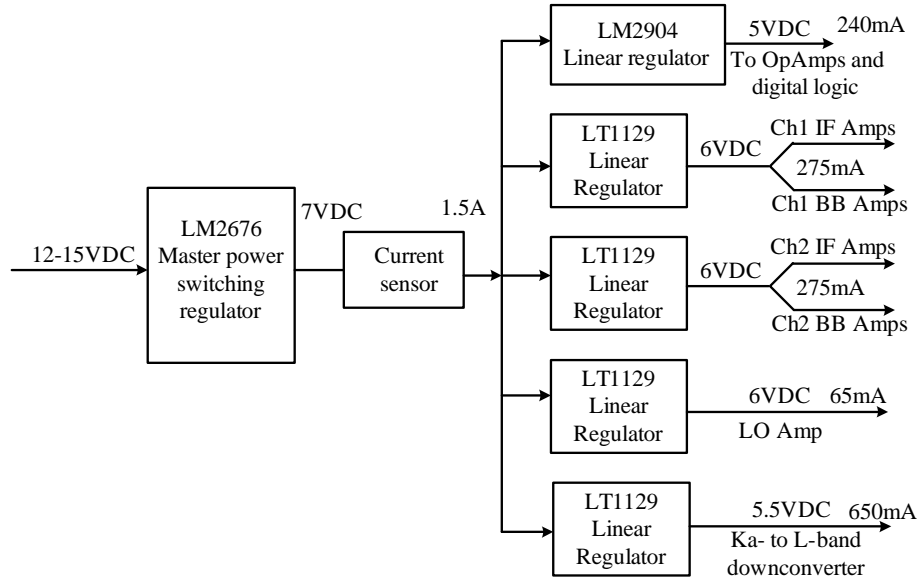 12-15VDC
LM2676
Master power
switching
regulator
7VDC
Current
sensor
1.5A
LM2904
Linear regulator
5VDC
240mA
To OpAmps and
digital logic
LT1129
Linear
Regulator
6VDC
Ch1 IF Amps
275mA
Ch1 BB Amps
LT1129
Linear
Regulator
6VDC
Ch2 IF Amps
275mA
Ch2 BB Amps
LT1129
Linear
Regulator
6VDC
65mA
LO Amp
LT1129
Linear
Regulator
5.5VDC
650mA
Ka- to L-band
downconverter